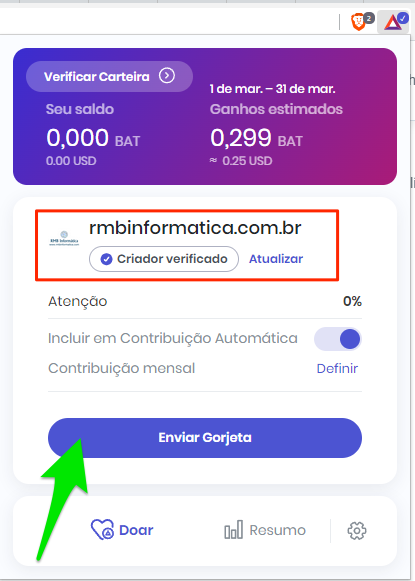 2
Verificar Carteira
1 de mar. – 31 de mar.
Seu saldo
Ganhos estimados
0,000 BAT
0,299 BAT
0.00 USD
≈ 0.25 USD
rmbinformatica.com.br
RMB Informática
Criador verificado
Atualizar
Atenção
0%
Incluir em Contribuição Automática
Contribuição mensal
Definir
Enviar Gorjeta
Doar
Resumo